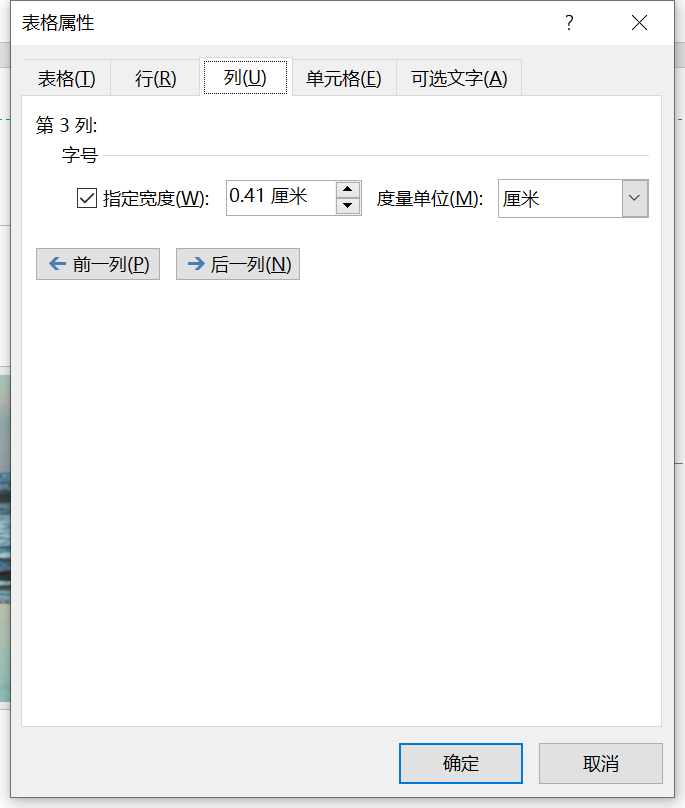 表格属性 ?
表格(T) 行(R) 列(U) 单元格(E) 可选文字(A)
第 3 列:
字号
指定宽度(W): 0.41 厘米 度量单位(M): 厘米
前一列(P) 后一列(N)
确定 取消